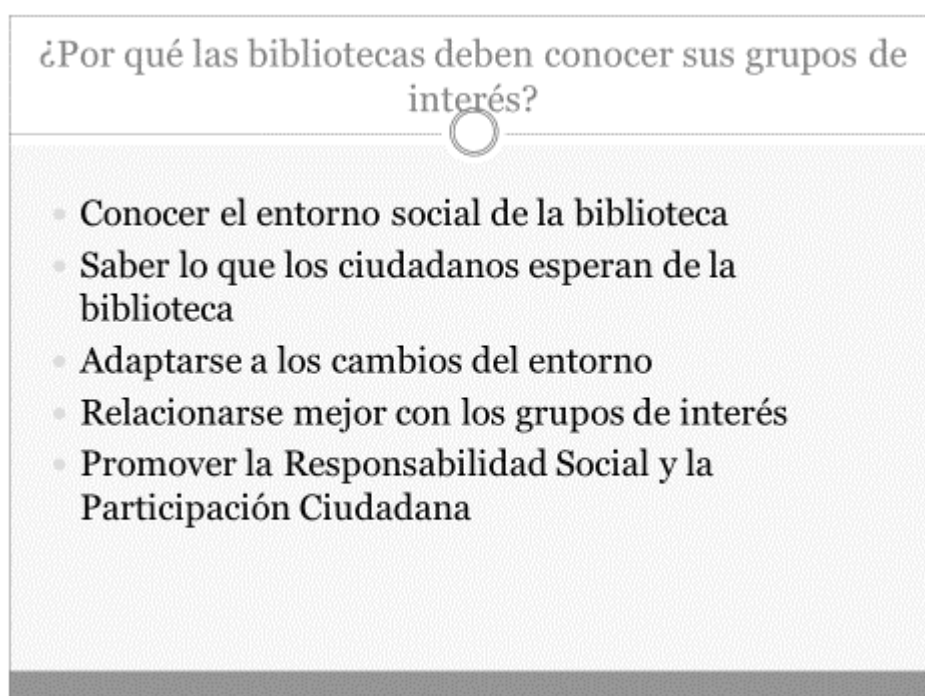 ¿Por qué las bibliotecas deben conocer sus grupos de
interés?
Conocer el entorno social de la biblioteca
Saber lo que los ciudadanos esperan de la
biblioteca
Adaptarse a los cambios del entorno
Relacionarse mejor con los grupos de interés
Promover la Responsabilidad Social y la
Participación Ciudadana